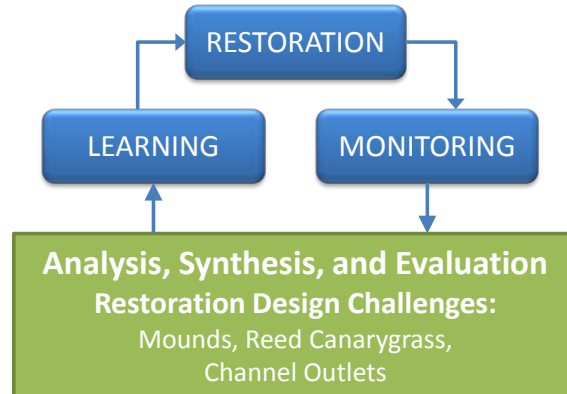 RESTORATION
LEARNING
MONITORING
Analysis, Synthesis, and Evaluation
Restoration Design Challenges:
Mounds, Reed Canarygrass,
Channel Outlets